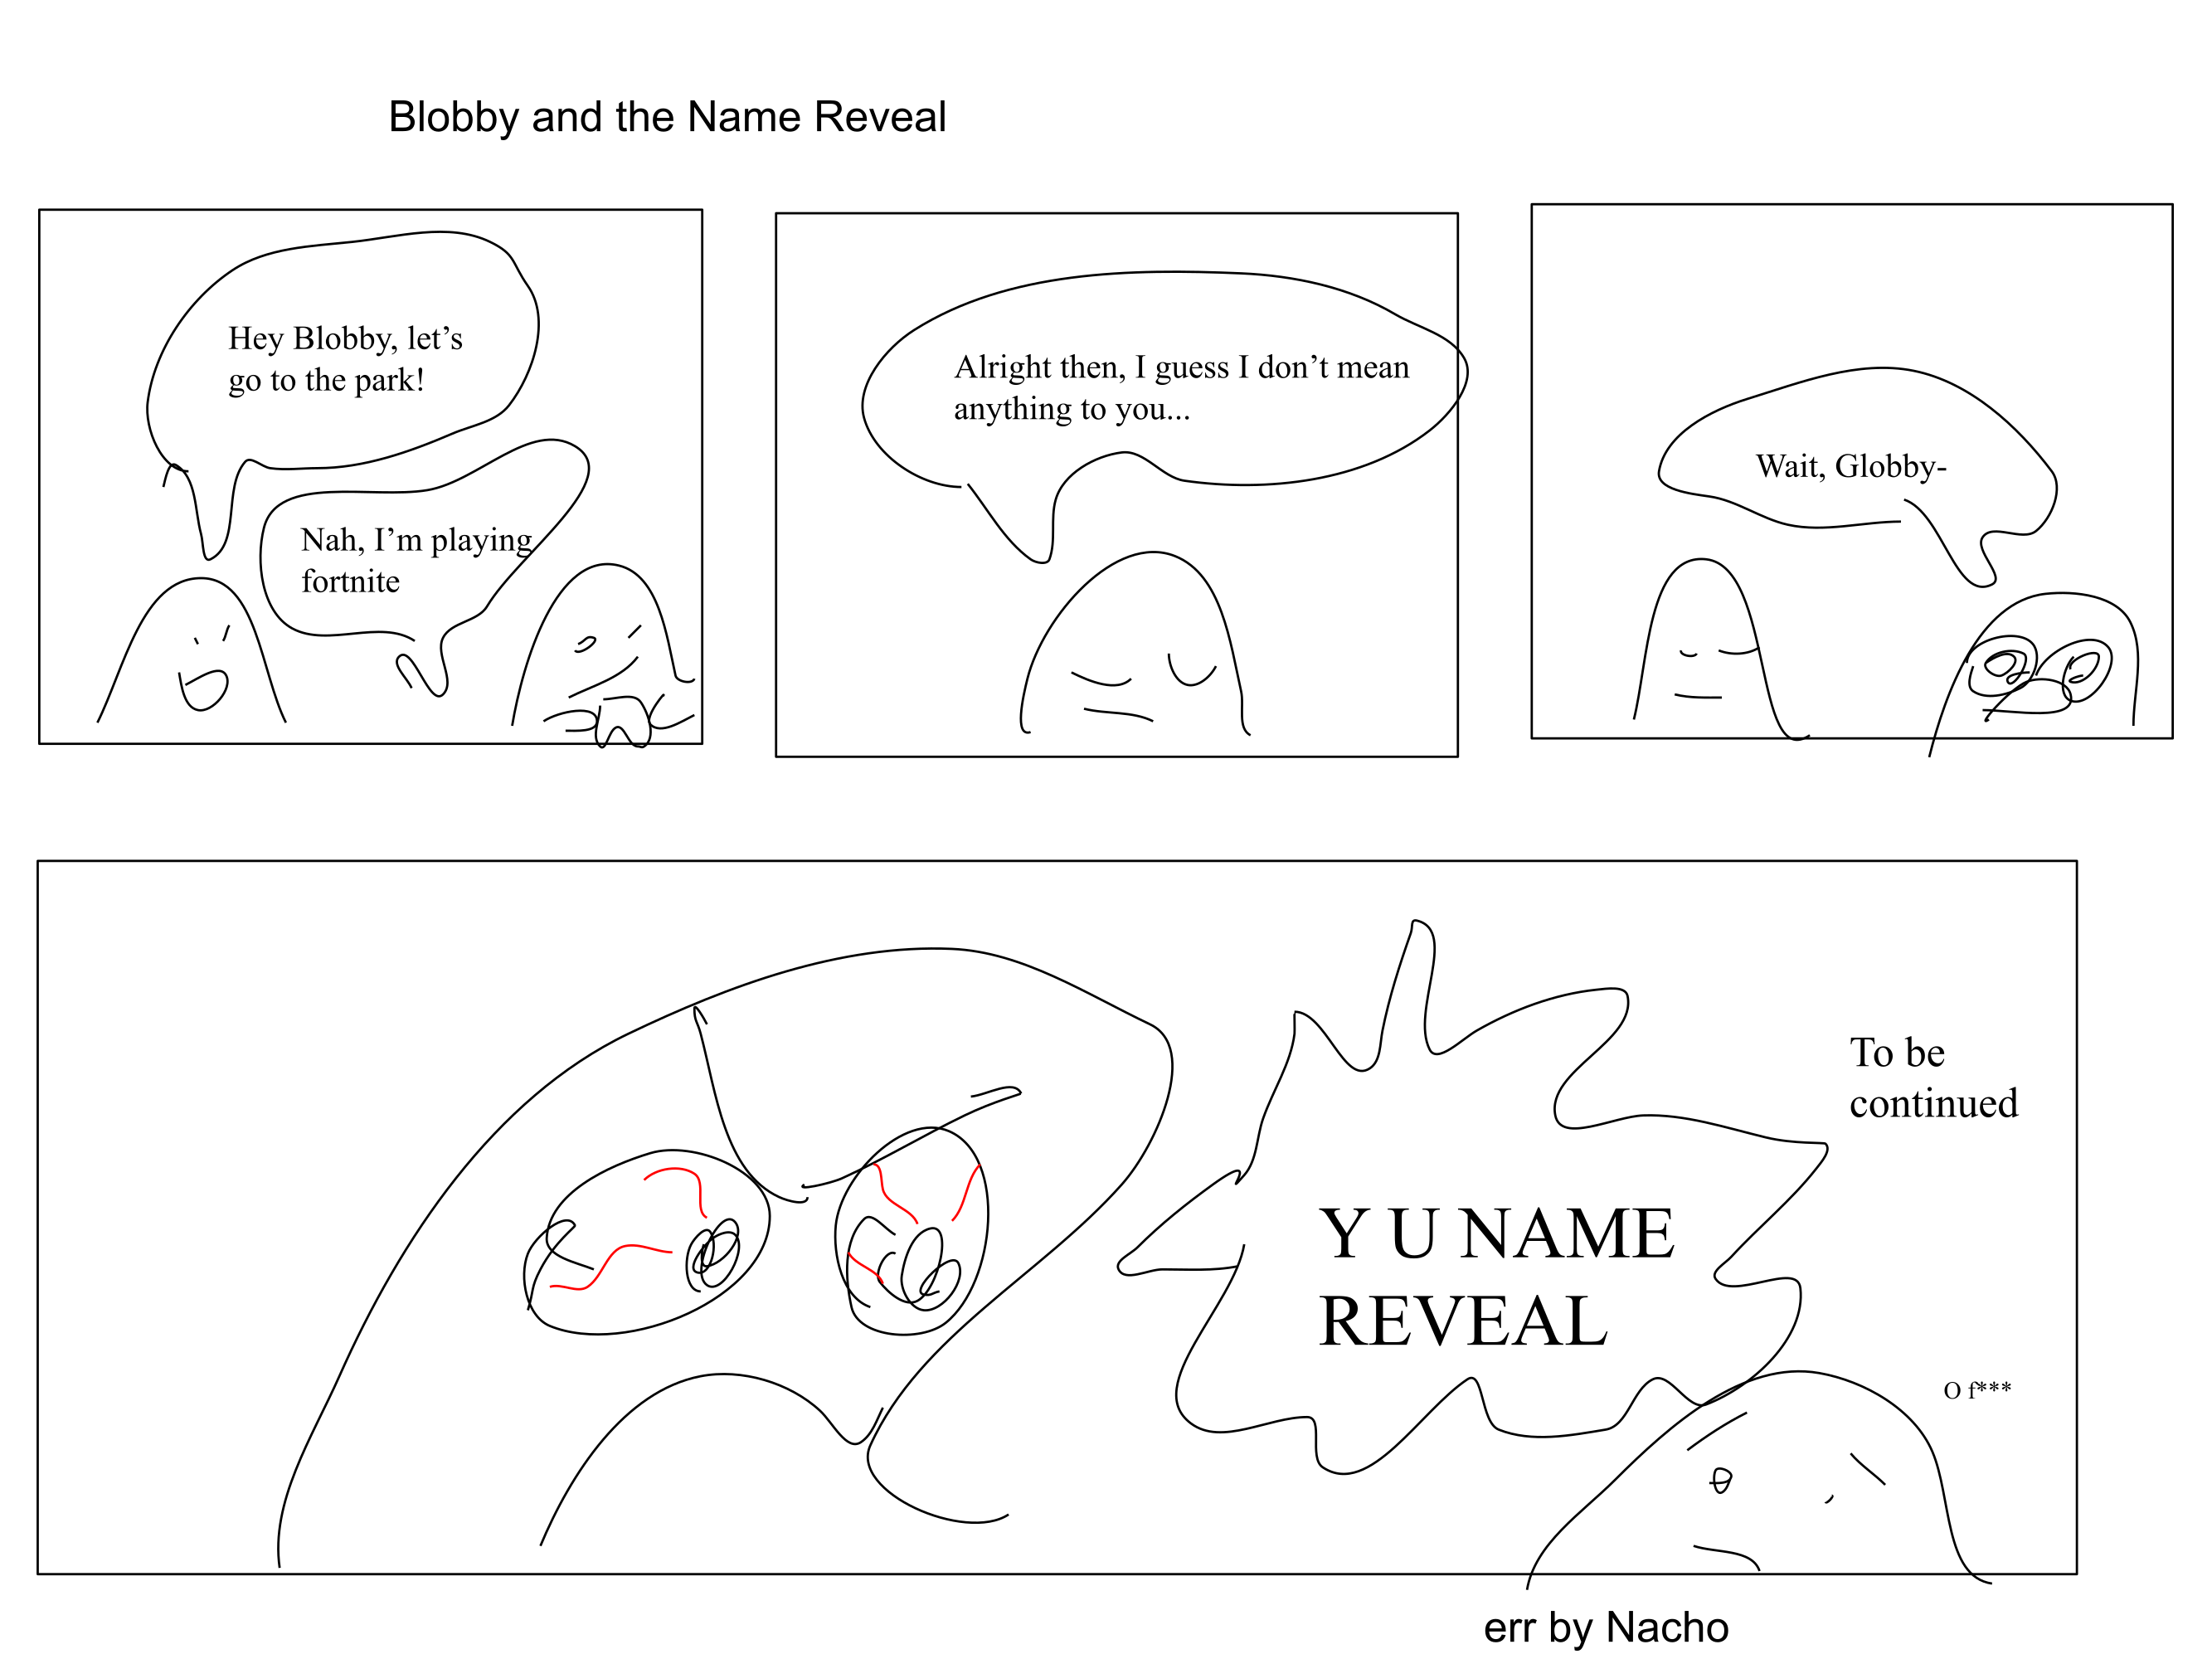 Blobby and the Name Reveal
Hey Blobby, let’s
go to the park!
Nah, I’m playing
fortnite
Alright then, I guess I don’t mean
anything to you...
Wait, Globby-
Y U NAME
REVEAL
To be
continued
O f***
err by Nacho